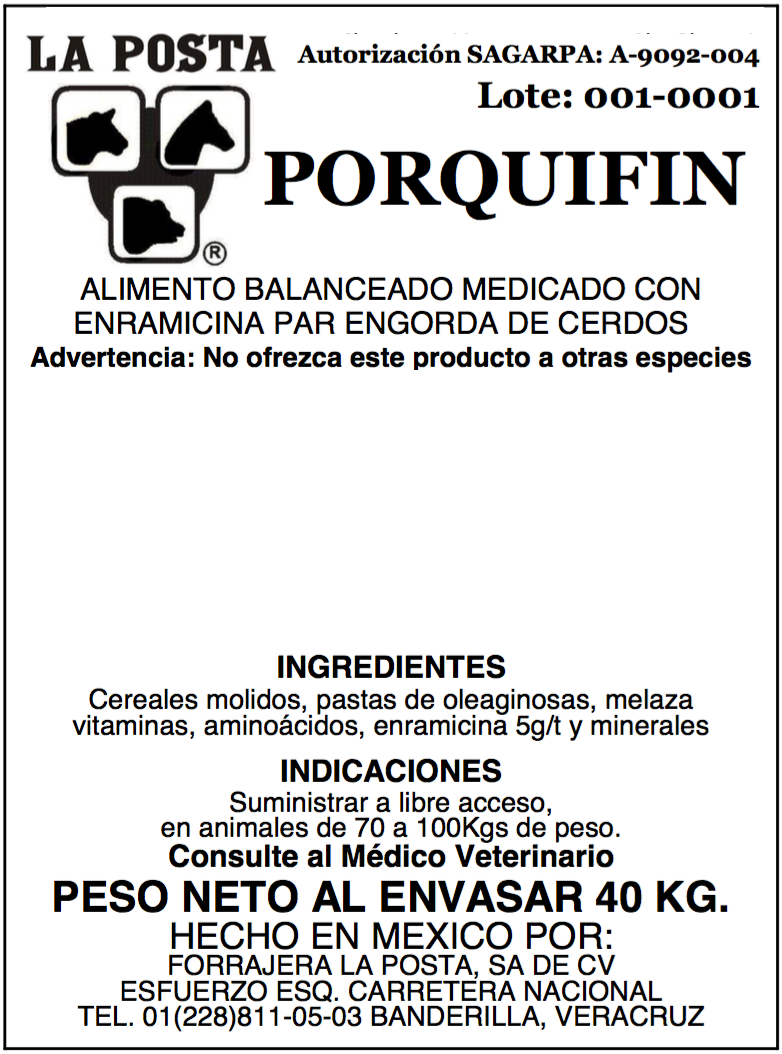 LA POSTA
Autorización SAGARPA: A-9092-004
Lote: 001-0001
PORQUIFIN
®
ALIMENTO BALANCEADO MEDICADO CON
ENRAMICINA PAR ENGORDA DE CERDOS
Advertencia: No ofrezca este producto a otras especies
INGREDIENTES
Cereales molidos, pastas de oleaginosas, melaza
vitaminas, aminoácidos, enramicina 5g/t y minerales
INDICACIONES
Suministrar a libre acceso,
en animales de 70 a 100Kgs de peso.
Consulte al Médico Veterinario
PESO NETO AL ENVASAR 40 KG.
HECHO EN MEXICO POR:
FORRAJERA LA POSTA, SA DE CV
ESFUERZO ESQ. CARRETERA NACIONAL
TEL. 01(228)811-05-03 BANDERILLA, VERACRUZ